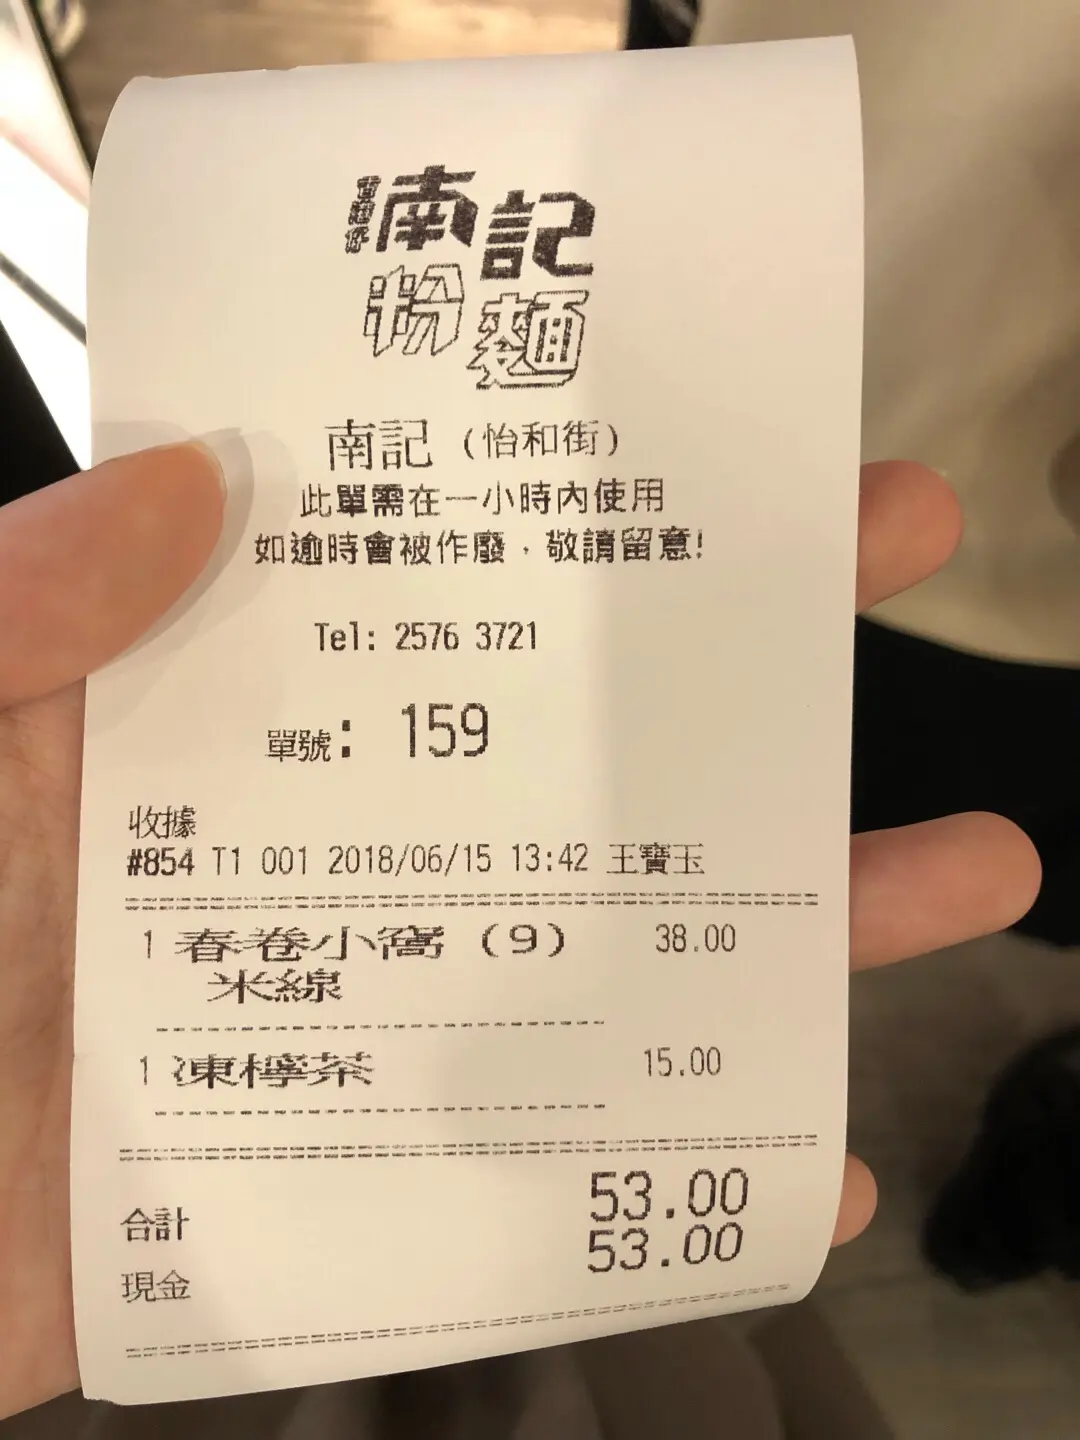 南記
粉麵
南記 (怡和街)
此單需在一小時內使用
如逾時會被作廢，敬請留意!
Tel: 2576 3721
單號: 159
收據
#854 T1 001 2018/06/15 13:42 王寶玉
1 春卷小窩 (9) 38.00
米線
1 凍檸茶 15.00
合計 53.00
現金 53.00